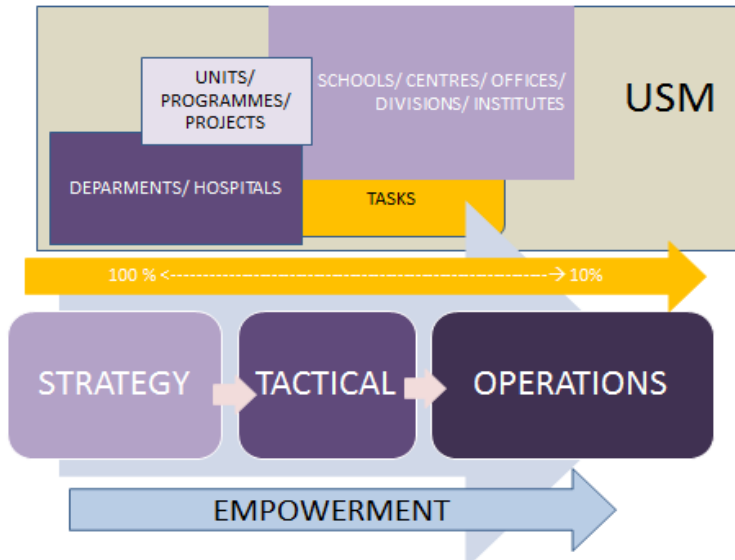 UNITS/
PROGRAMMES/
PROJECTS
SCHOOLS/ CENTRES/ OFFICES/
DIVISIONS/ INSTITUTES
USM
DEPARMENTS/ HOSPITALS
TASKS
100 % <------------------------------------------------------------> 10%
STRATEGY
TACTICAL
OPERATIONS
EMPOWERMENT